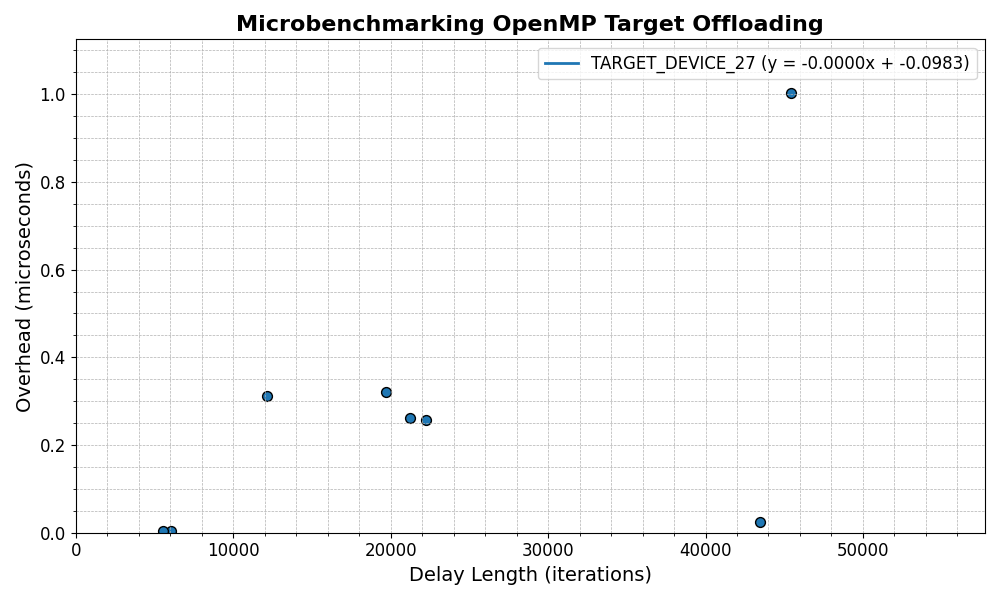 Microbenchmarking OpenMP Target Offloading
TARGET_DEVICE_27 (y = -0.0000x + -0.0983)
Overhead (microseconds)
1.0
0.8
0.6
0.4
0.2
0.0
0 10000 20000 30000 40000 50000
Delay Length (iterations)